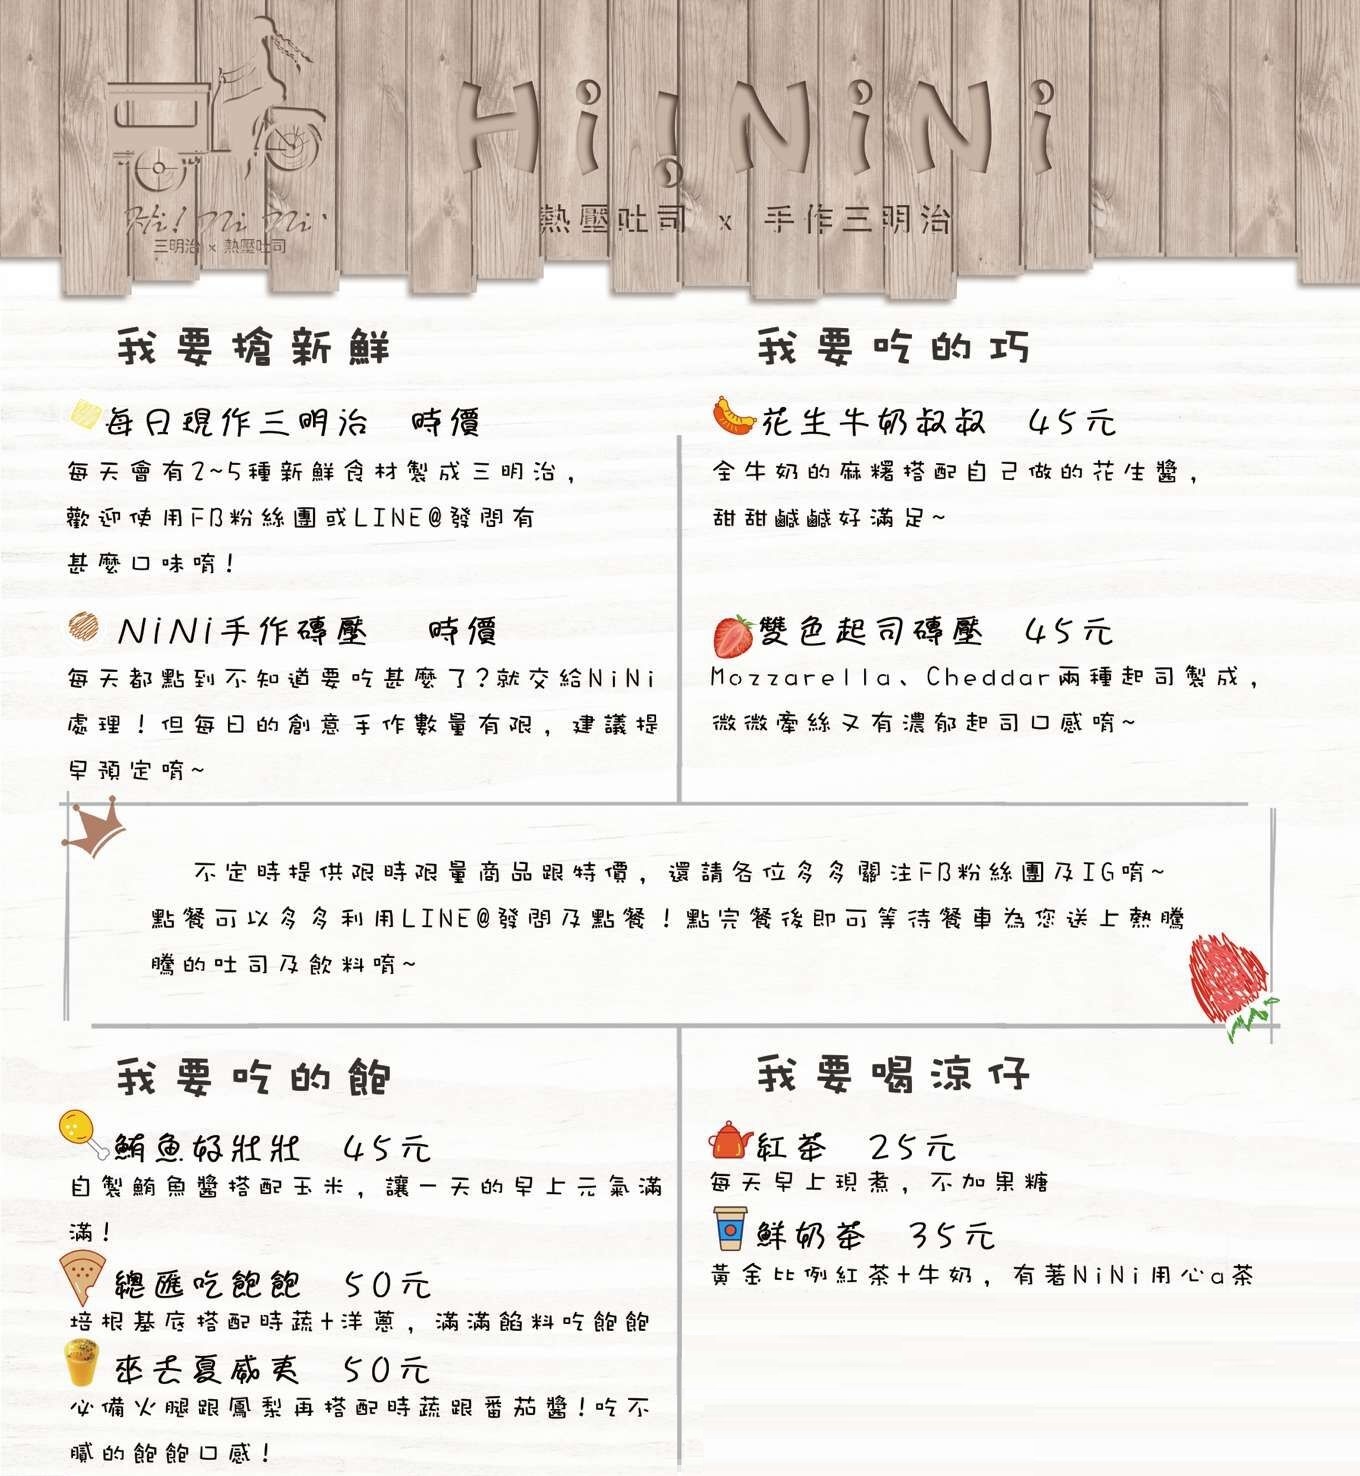 Hi!NiNi
熱壓吐司 x 手作三明治
Hi! Ni Ni
三明治 x 熱壓吐司
我要搶新鮮
每日現作三明治 時價
每天會有2~5種新鮮食材製成三明治，
歡迎使用FB粉絲團或LINE@發問有
甚麼口味唷!
NiNi手作磚壓 時價
每天都點到不知道要吃甚麼了?就交給NiNi
處理！但每日的創意手作數量有限，建議提
早預定唷~
我要吃的巧
花生牛奶叔叔 45元
全牛奶的麻糬搭配自己做的花生醬，
甜甜鹹鹹好滿足~
雙色起司磚壓 45元
Mozzarella、Cheddar兩種起司製成，
微微牽絲又有濃郁起司口感唷~
不定時提供限時限量商品跟特價，還請各位多多關注FB粉絲團及IG唷~
點餐可以多多利用LINE@發問及點餐！點完餐後即可等待餐車為您送上熱騰
騰的吐司及飲料唷~
我要吃的飽
鮪魚好壯壯 45元
自製鮪魚醬搭配玉米，讓一天的早上元氣滿
滿!
總匯吃飽飽 50元
培根基底搭配時蔬+洋蔥，滿滿餡料吃飽飽
來去夏威夷 50元
必備火腿跟鳳梨再搭配時蔬跟番茄醬!吃不
膩的飽飽口感!
我要喝涼仔
紅茶 25元
每天早上現煮，不加果糖
鮮奶茶 35元
黃金比例紅茶+牛奶，有著NiNi用心a茶